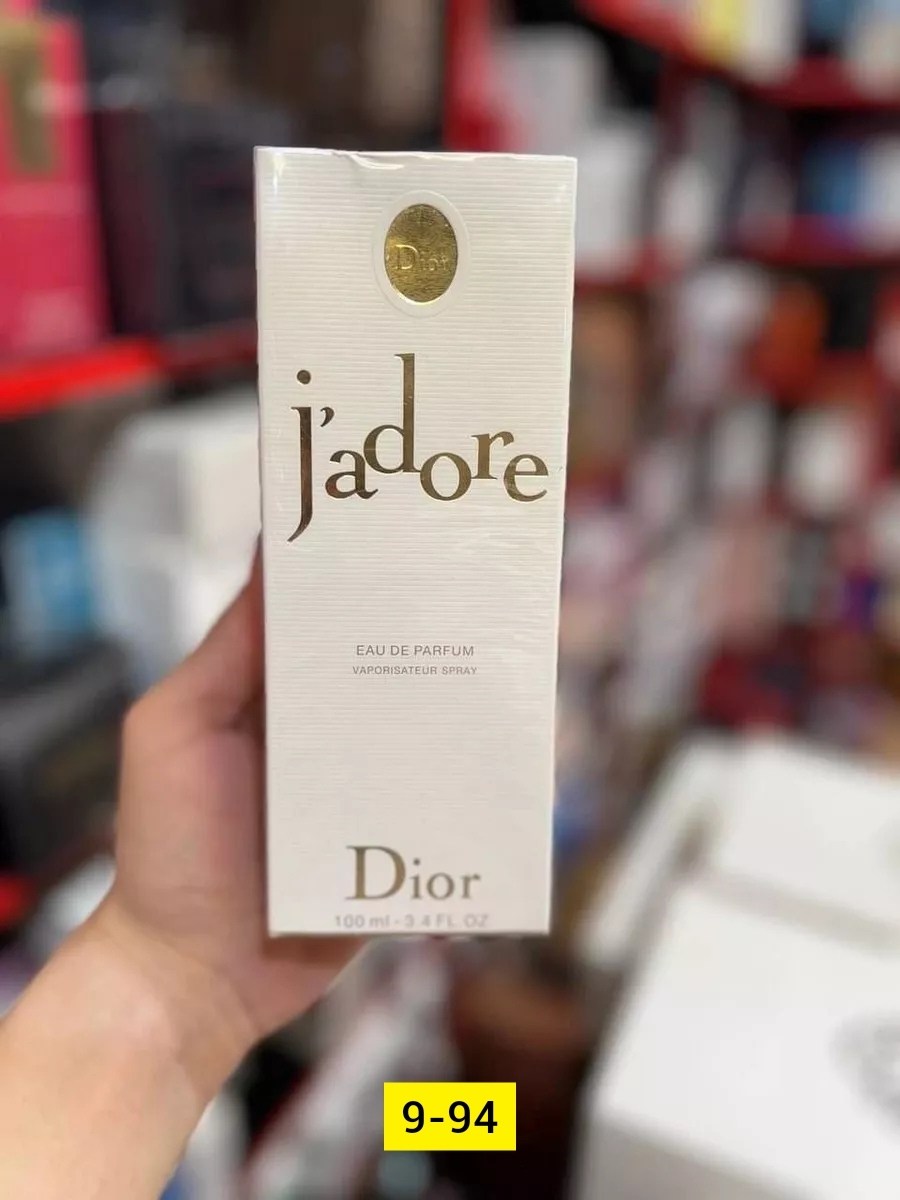 Dior
j'adore
EAU DE PARFUM
VAPORISATEUR SPRAY
Dior
100 ml - 3.4 FL. OZ
9-94